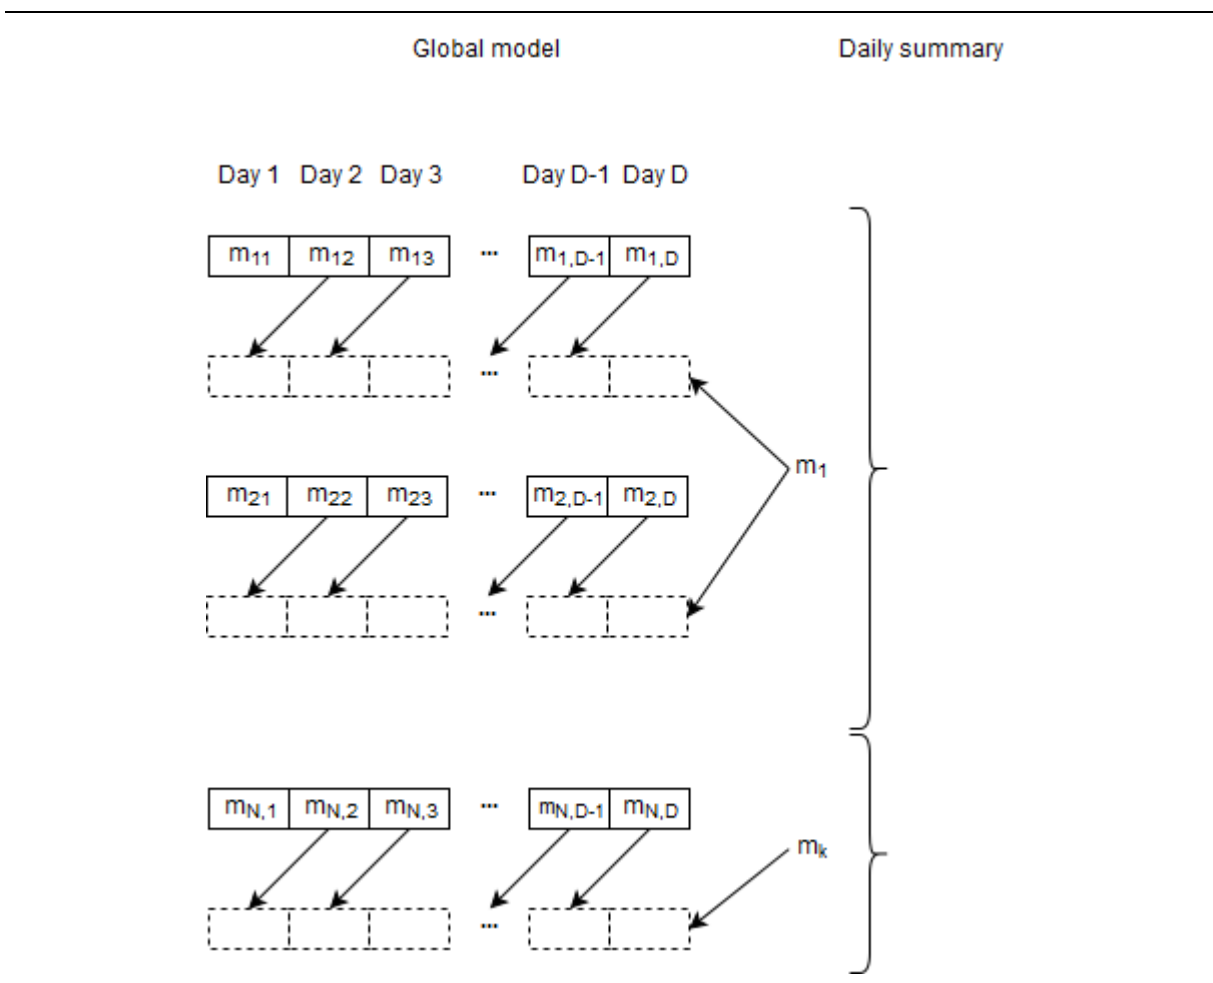 Global model Daily summary
Day 1 Day 2 Day 3 Day D-1 Day D
m₁₁ m₁₂ m₁₃ ... m₁,D-1 m₁,D
...
m₁
m₂₁ m₂₂ m₂₃ ... m₂,D-1 m₂,D
...
mN,1 mN,2 mN,3 ... mN,D-1 mN,D
mk
...